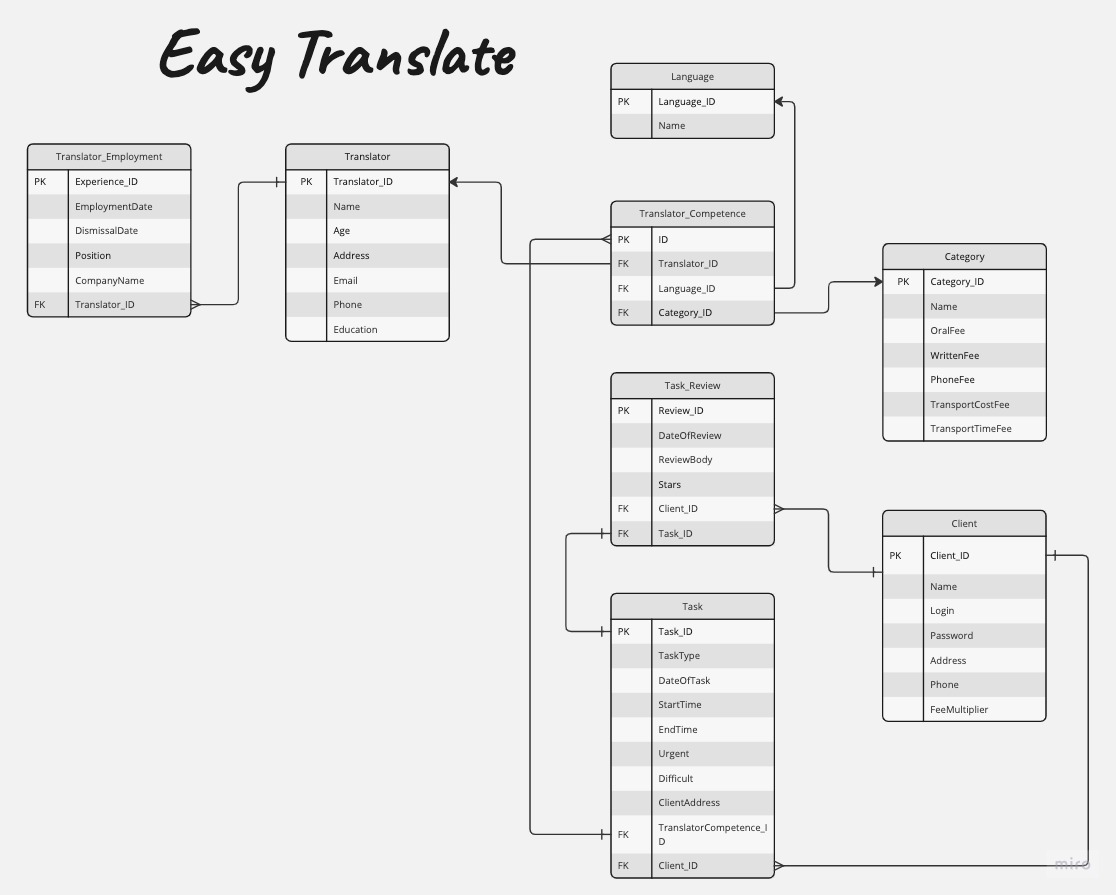 Easy Translate
Language
PK Language_ID
Name
Translator_Employment
PK Experience_ID
EmploymentDate
DismissalDate
Position
CompanyName
FK Translator_ID
Translator
PK Translator_ID
Name
Age
Address
Email
Phone
Education
Translator_Competence
PK ID
FK Translator_ID
FK Language_ID
FK Category_ID
Category
PK Category_ID
Name
OralFee
WrittenFee
PhoneFee
TransportCostFee
TransportTimeFee
Task_Review
PK Review_ID
DateOfReview
ReviewBody
Stars
FK Client_ID
FK Task_ID
Client
PK Client_ID
Name
Login
Password
Address
Phone
FeeMultiplier
Task
PK Task_ID
TaskType
DateOfTask
StartTime
EndTime
Urgent
Difficult
ClientAddress
FK TranslatorCompetence_I
D
FK Client_ID
miro